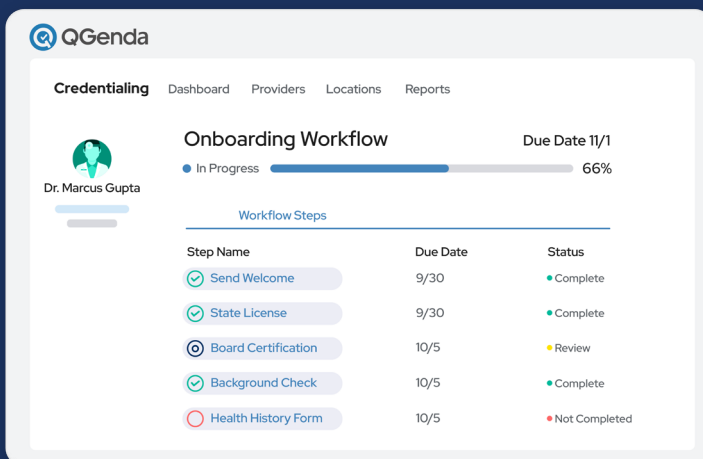 QGenda
Credentialing Dashboard Providers Locations Reports
Onboarding Workflow Due Date 11/1
In Progress 66%
Dr. Marcus Gupta
Workflow Steps
Step Name Due Date Status
Send Welcome 9/30 Complete
State License 9/30 Complete
Board Certification 10/5 Review
Background Check 10/5 Complete
Health History Form 10/5 Not Completed